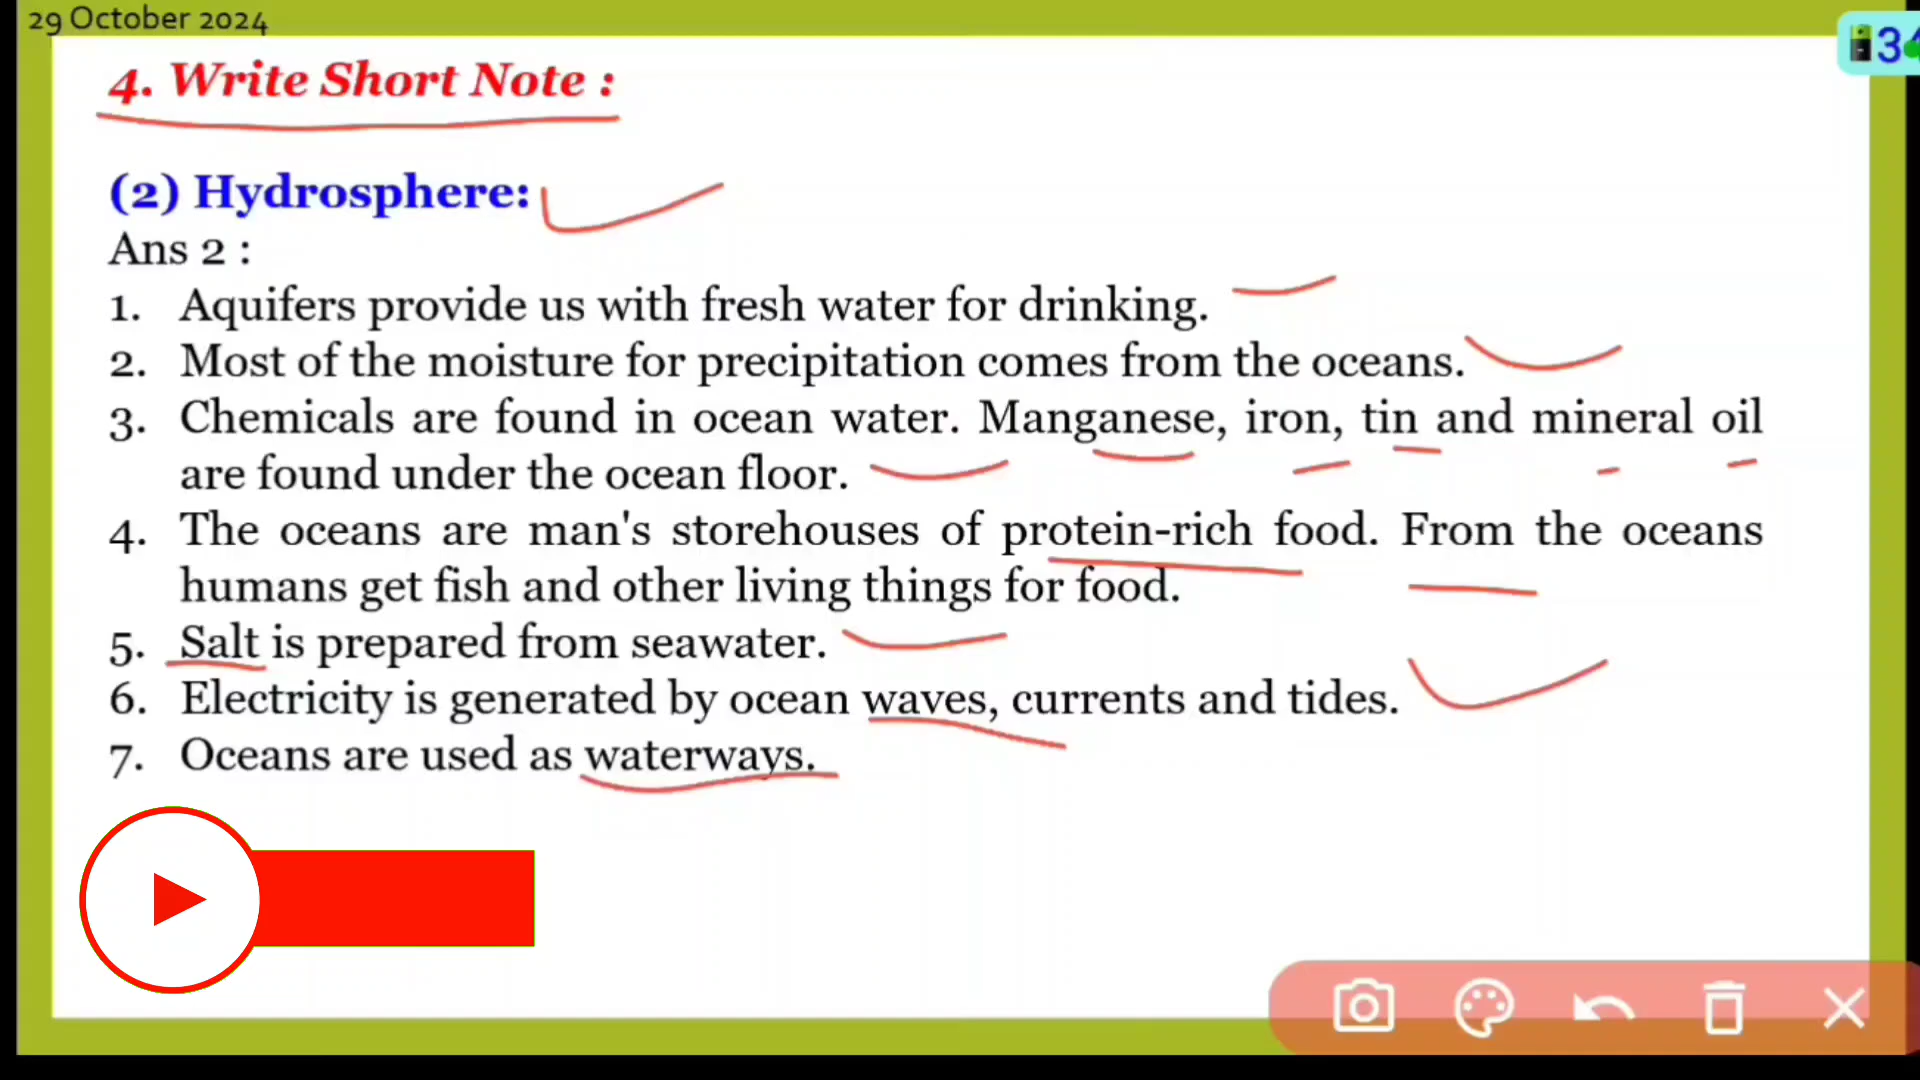 29 October 2024
4. Write Short Note :
(2) Hydrosphere:
Ans 2 :
1. Aquifers provide us with fresh water for drinking.
2. Most of the moisture for precipitation comes from the oceans.
3. Chemicals are found in ocean water. Manganese, iron, tin and mineral oil
are found under the ocean floor.
4. The oceans are man's storehouses of protein-rich food. From the oceans
humans get fish and other living things for food.
5. Salt is prepared from seawater.
6. Electricity is generated by ocean waves, currents and tides.
7. Oceans are used as waterways.